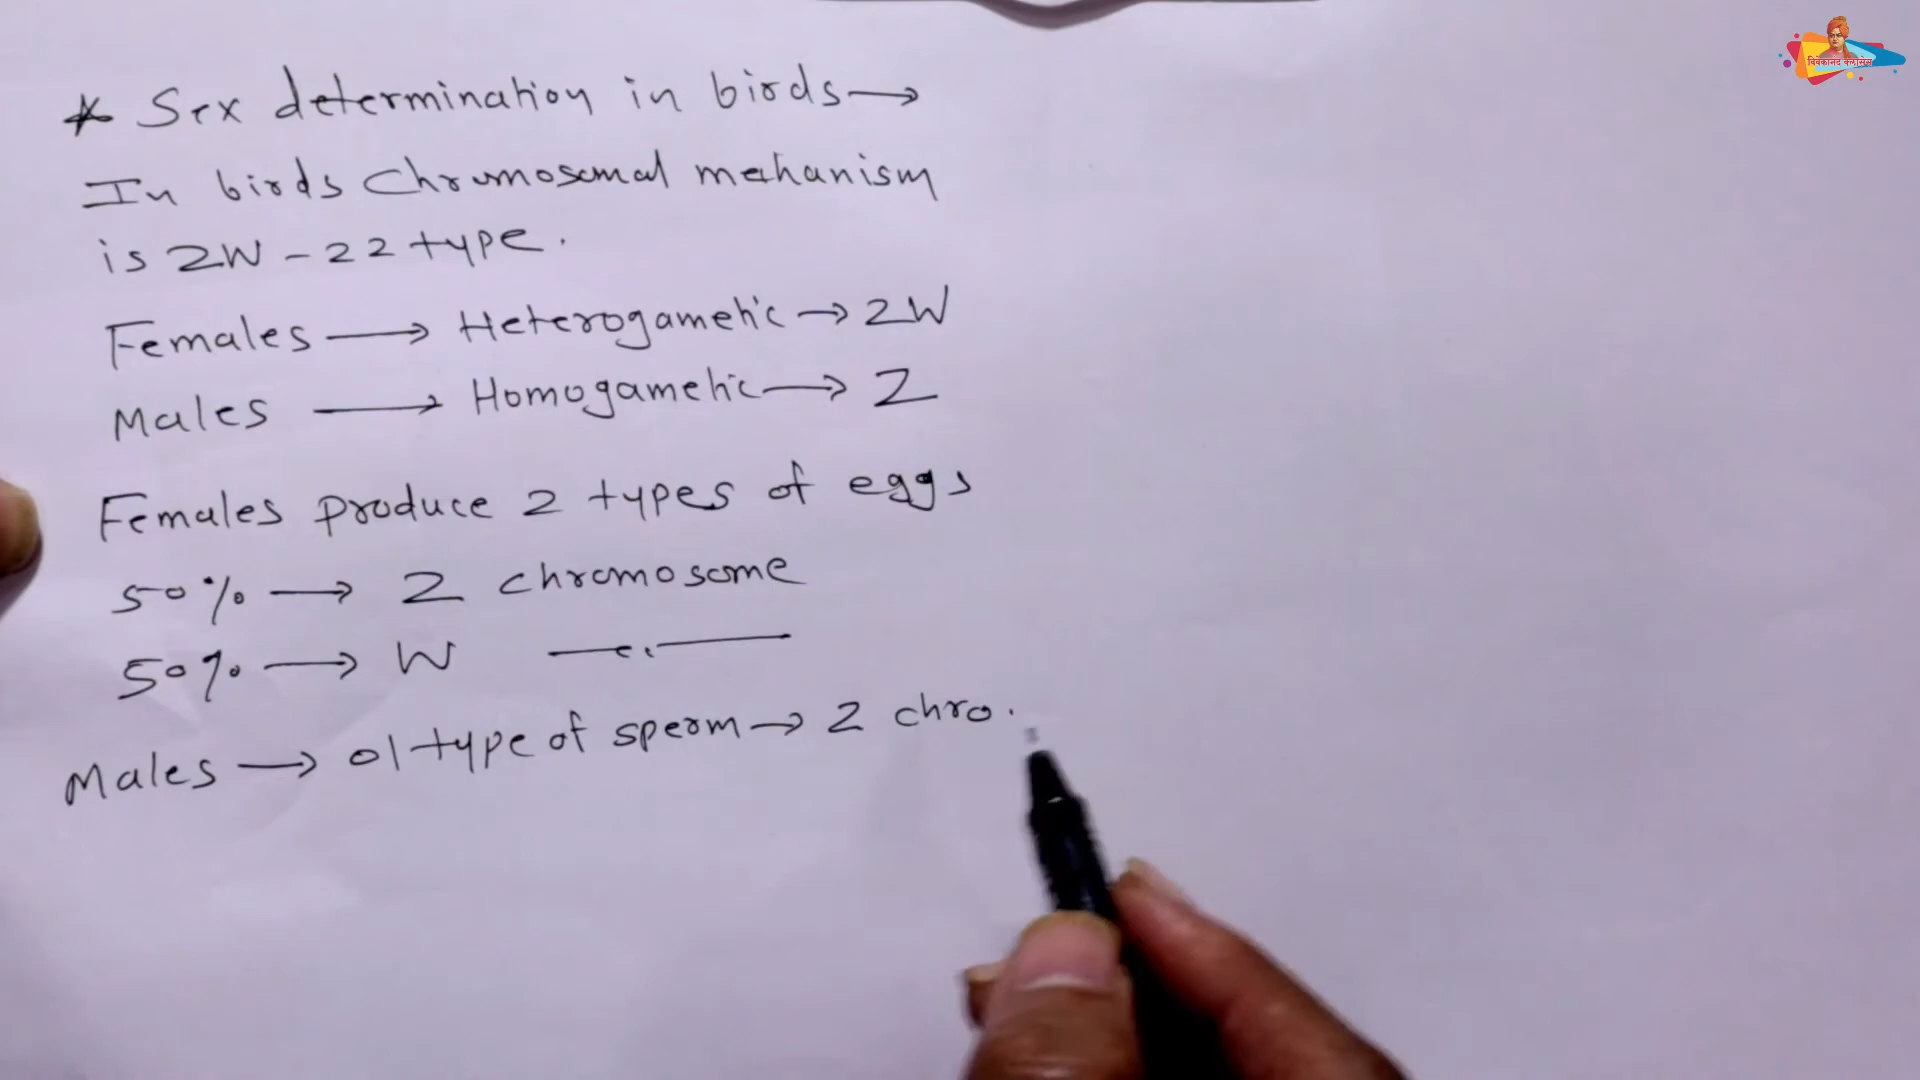 * Sex determination in birds →
In birds Chromosomal mehanism
is ZW - ZZ type.
Females → Heterogametic → ZW
Males → Homogametic → Z
Females produce 2 types of eggs
50% → Z chromosome
50% → W —〃—
Males → 01 type of sperm → Z chro.
विवेकानंद क्लासेस